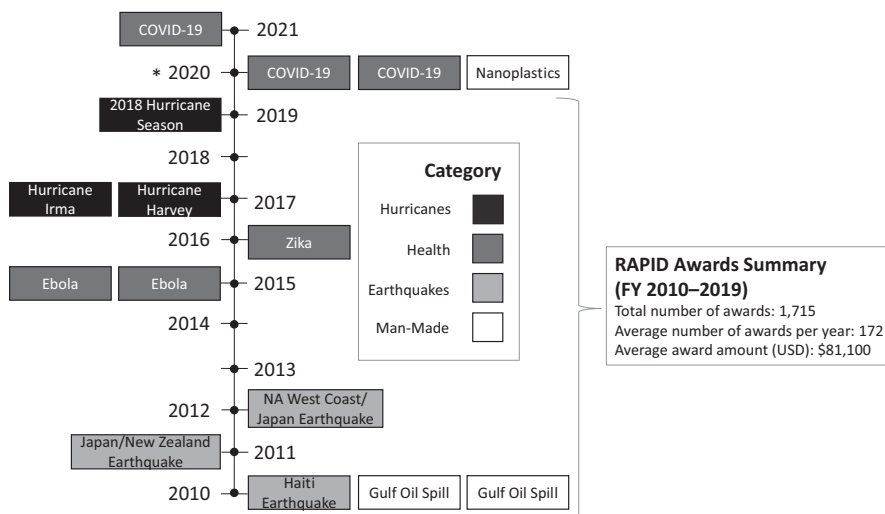 COVID-19
2021
* 2020
COVID-19
COVID-19
Nanoplastics
2018 Hurricane
Season
2019
2018
Hurricane
Irma
Hurricane
Harvey
2017
2016
Zika
Ebola
Ebola
2015
2014
2013
2012
NA West Coast/
Japan Earthquake
Japan/New Zealand
Earthquake
2011
2010
Haiti
Earthquake
Gulf Oil Spill
Gulf Oil Spill
Category
Hurricanes
Health
Earthquakes
Man-Made
RAPID Awards Summary
(FY 2010–2019)
Total number of awards: 1,715
Average number of awards per year: 172
Average award amount (USD): $81,100